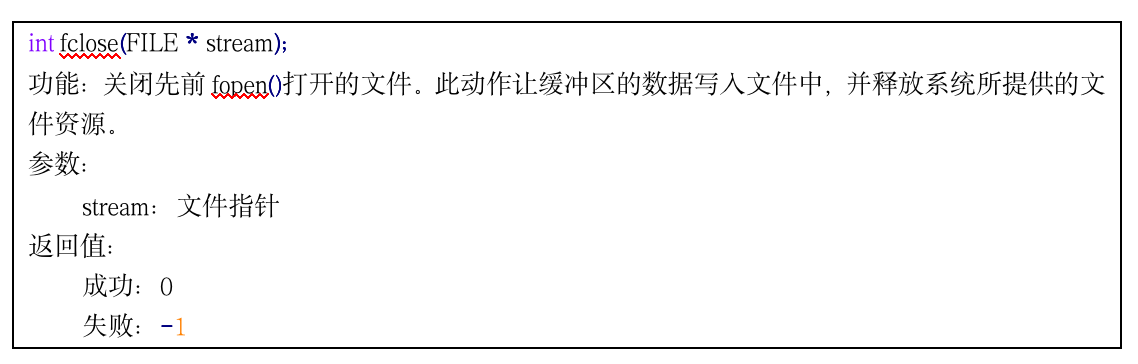 int fclose(FILE * stream);
功能：关闭先前 fopen()打开的文件。此动作让缓冲区的数据写入文件中，并释放系统所提供的文
件资源。
参数：
stream：文件指针
返回值：
成功：0
失败：-1